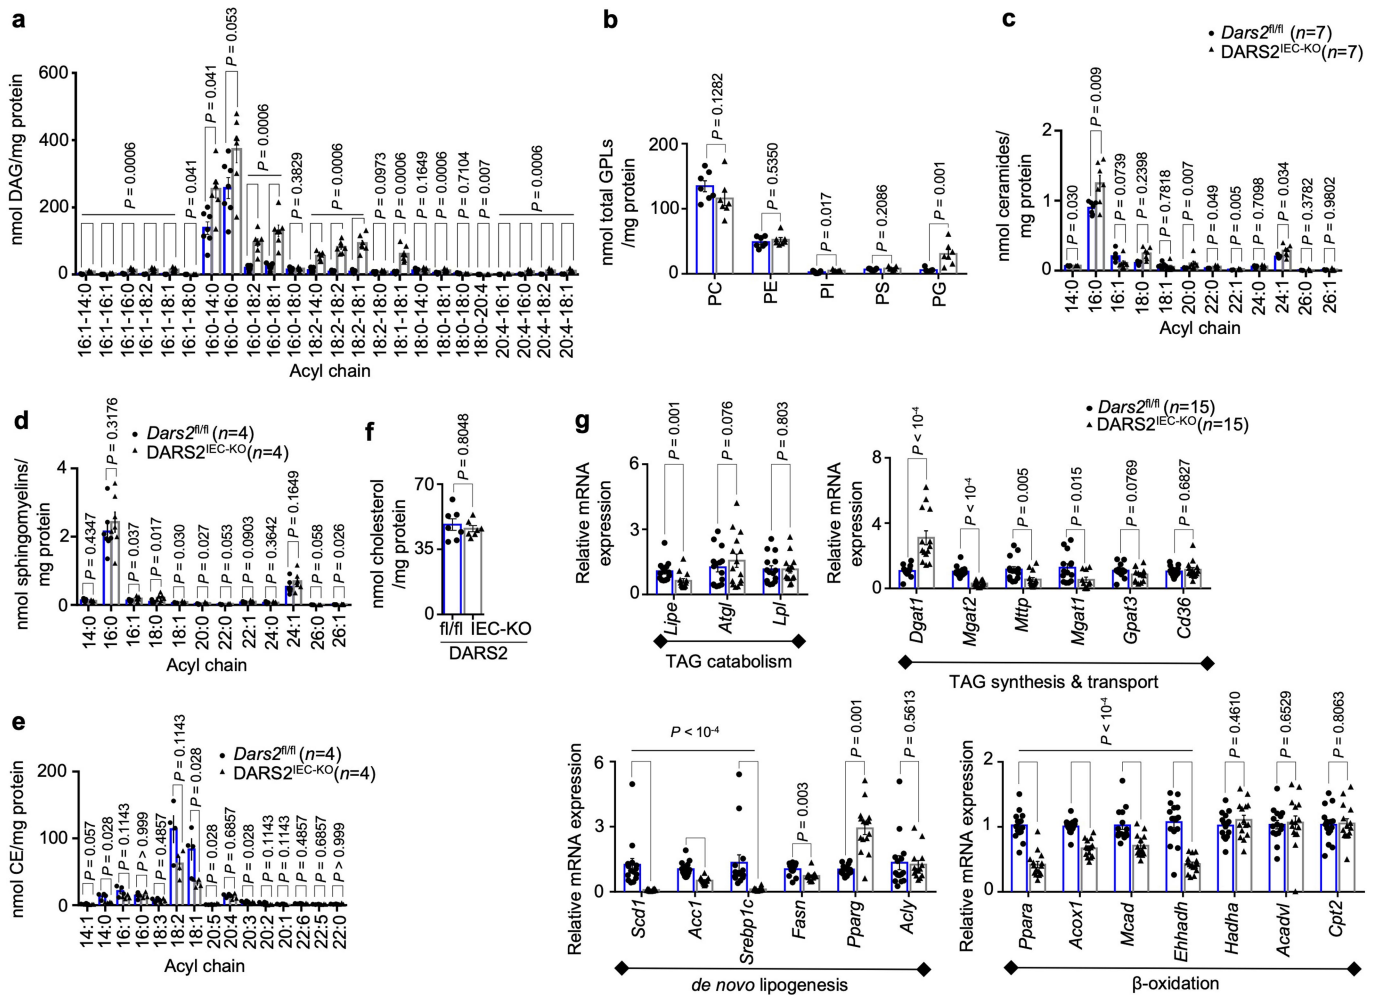 a
nmol DAG/mg protein
600
400
200
0
P = 0.0006
P = 0.041
P = 0.041
P = 0.053
P = 0.0006
P = 0.3829
P = 0.0006
P = 0.0973
P = 0.0006
P = 0.1649
P = 0.0006
P = 0.7104
P = 0.007
P = 0.0006
16:1-14:0
16:1-16:1
16:1-16:0
16:1-18:2
16:1-18:1
16:1-18:0
16:0-14:0
16:0-16:0
16:0-18:2
16:0-18:1
16:0-18:0
18:2-14:0
18:2-18:2
18:2-18:1
18:2-18:0
18:1-18:1
18:0-14:0
18:0-18:1
18:0-18:0
18:0-20:4
20:4-16:1
20:4-16:0
20:4-18:2
20:4-18:1
Acyl chain
b
nmol total GPLs
/mg protein
200
100
0
P = 0.1282
P = 0.5350
P = 0.017
P = 0.2086
P = 0.001
PC
PE
PI
PS
PG
c
Dars2fl/fl (n=7)
DARS2IEC-KO(n=7)
nmol ceramides/
mg protein
2
1
0
P = 0.030
P = 0.009
P = 0.0739
P = 0.2398
P = 0.7818
P = 0.007
P = 0.049
P = 0.005
P = 0.7098
P = 0.034
P = 0.3782
P = 0.9802
14:0
16:0
16:1
18:0
18:1
20:0
22:0
22:1
24:0
24:1
26:0
26:1
Acyl chain
d
Dars2fl/fl (n=4)
DARS2IEC-KO(n=4)
nmol sphingomyelins/
mg protein
4
2
0
P = 0.4347
P = 0.3176
P = 0.037
P = 0.017
P = 0.030
P = 0.027
P = 0.053
P = 0.0903
P = 0.3642
P = 0.1649
P = 0.058
P = 0.026
14:0
16:0
16:1
18:0
18:1
20:0
22:0
22:1
24:0
24:1
26:0
26:1
Acyl chain
e
Dars2fl/fl (n=4)
DARS2IEC-KO(n=4)
nmol CE/mg protein
200
100
0
P = 0.057
P = 0.028
P = 0.1143
P > 0.999
P = 0.4857
P = 0.1143
P = 0.028
P = 0.028
P = 0.6857
P = 0.028
P = 0.1143
P = 0.1143
P = 0.4857
P = 0.6857
P > 0.999
14:1
14:0
16:1
16:0
18:3
18:2
18:1
20:5
20:4
20:3
20:2
20:1
22:6
22:5
22:0
Acyl chain
f
nmol cholesterol
/mg protein
70
35
0
P = 0.8048
fl/fl IEC-KO
DARS2
g
Dars2fl/fl (n=15)
DARS2IEC-KO(n=15)
Relative mRNA
expression
6
3
0
P = 0.001
P = 0.076
P = 0.803
Lipe
Atgl
Lpl
TAG catabolism
Relative mRNA
expression
8
4
0
P < 10-4
P < 10-4
P = 0.005
P = 0.015
P = 0.0769
P = 0.6827
Dgat1
Mgat2
Mttp
Mgat1
Gpat3
Cd36
TAG synthesis & transport
Relative mRNA expression
6
3
0
P < 10-4
P = 0.003
P = 0.001
P = 0.5613
Scd1
Acc1
Srebp1c
Fasn
Pparg
Acly
de novo lipogenesis
Relative mRNA expression
2
1
0
P < 10-4
P = 0.4610
P = 0.6529
P = 0.8063
Ppara
Acox1
Mcad
Ehhadh
Hadha
Acadvl
Cpt2
β-oxidation